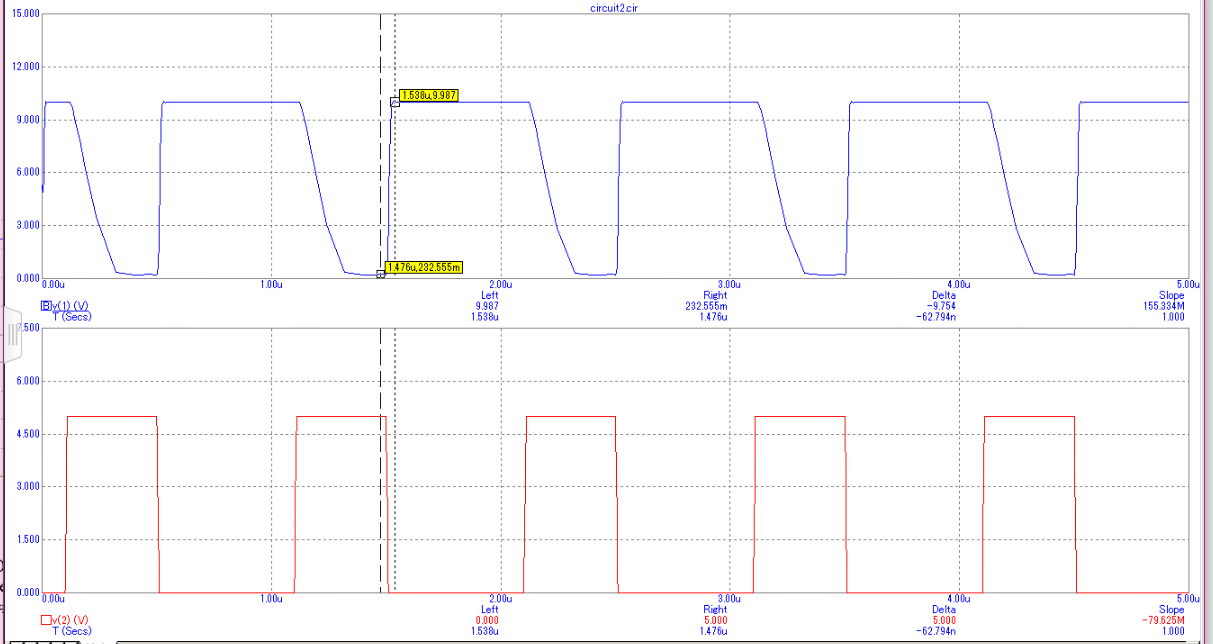 circuit2.cir
15.000
12.000
9.000
6.000
3.000
0.000
1.538u,9.987
1.476u,232.555m
0.00u 1.00u 2.00u 3.00u 4.00u 5.00u
Left Right Delta Slope
B v(1) (V) 9.987 232.555m -9.754 155.334M
T (Secs) 1.538u 1.476u -62.794n 1.000
7.500
6.000
4.500
3.000
1.500
0.000
0.00u 1.00u 2.00u 3.00u 4.00u 5.00u
Left Right Delta Slope
v(2) (V) 0.000 5.000 5.000 -79.625M
T (Secs) 1.538u 1.476u -62.794n 1.000